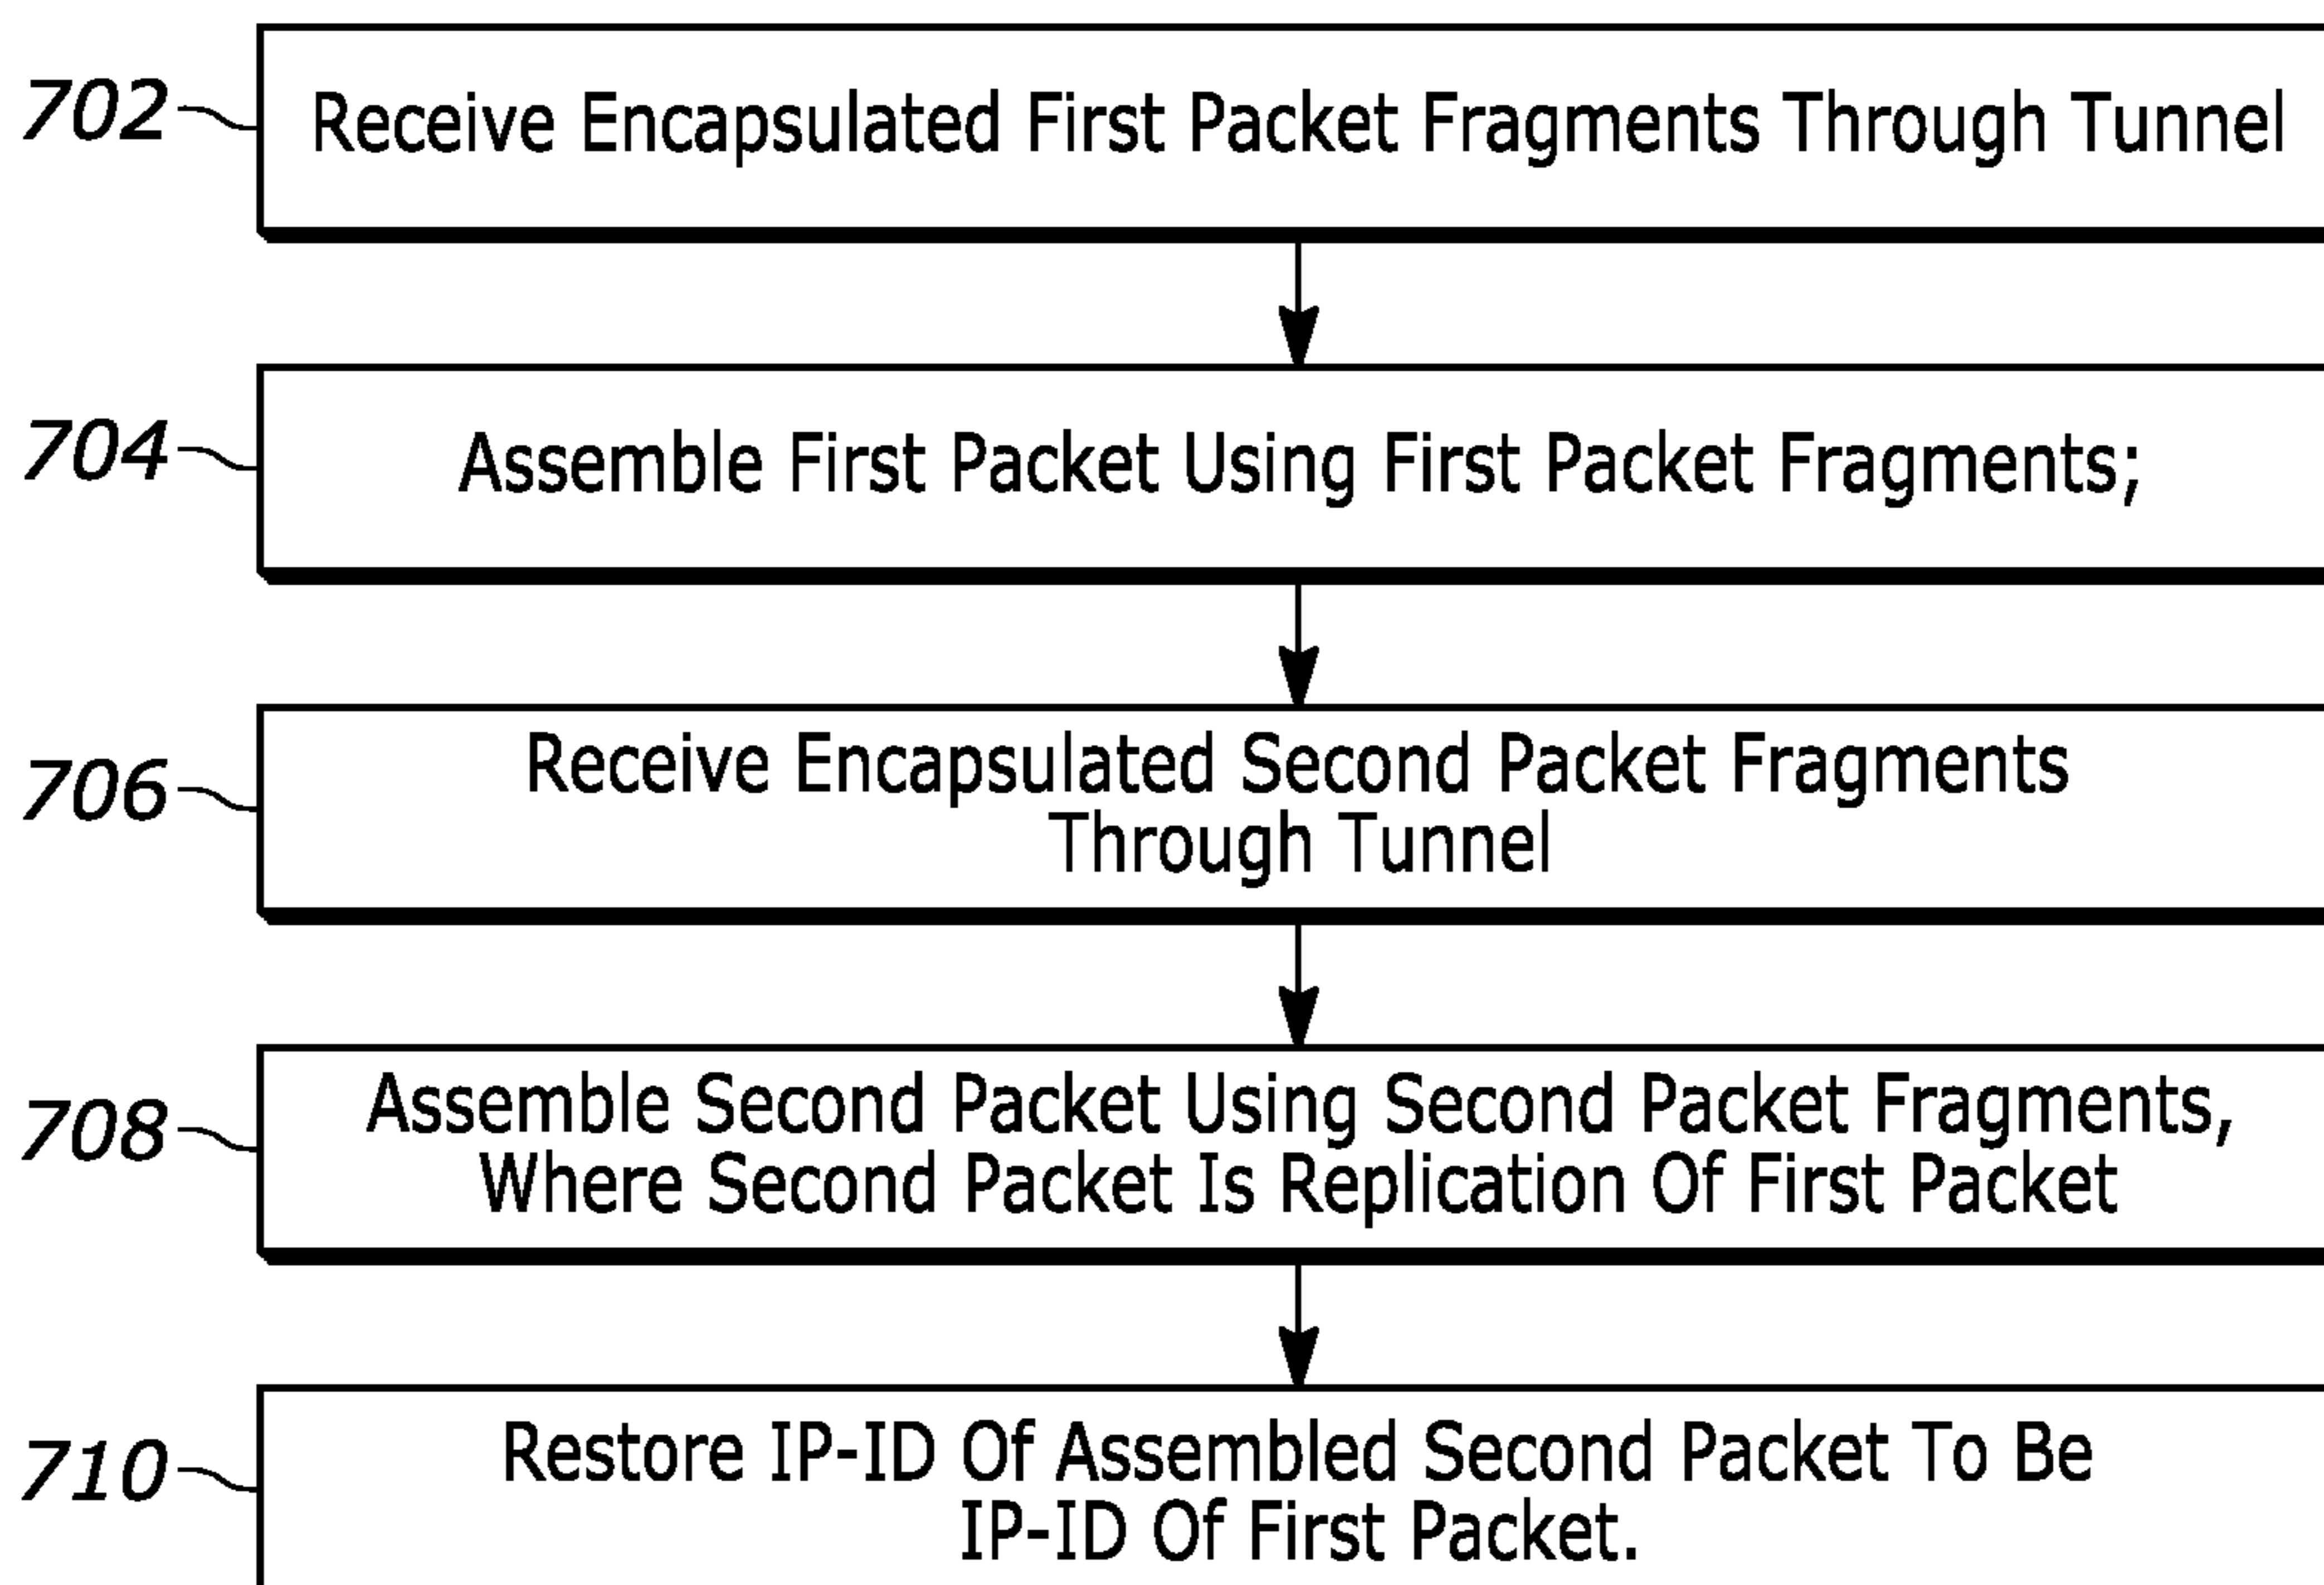 702
Receive Encapsulated First Packet Fragments Through Tunnel
704
Assemble First Packet Using First Packet Fragments;
706
Receive Encapsulated Second Packet Fragments
Through Tunnel
708
Assemble Second Packet Using Second Packet Fragments,
Where Second Packet Is Replication Of First Packet
710
Restore IP-ID Of Assembled Second Packet To Be
IP-ID Of First Packet.